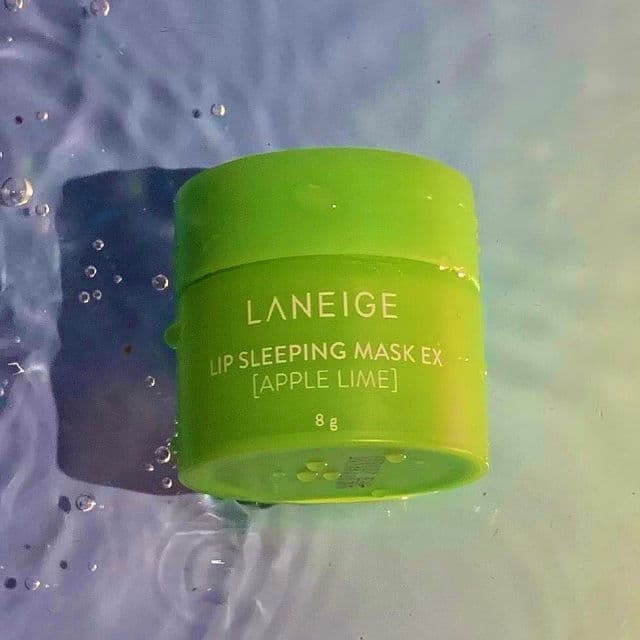 LANEIGE
LIP SLEEPING MASK EX
[APPLE LIME]
8 g